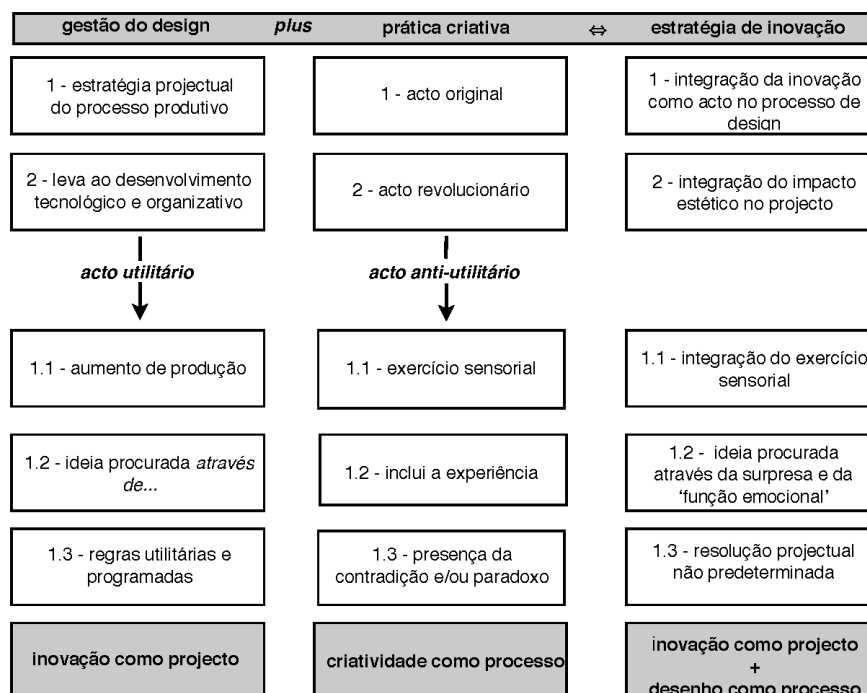 gestão do design plus prática criativa ⇔ estratégia de inovação
1 - estratégia projectual
do processo produtivo
1 - acto original
1 - integração da inovação
como acto no processo de
design
2 - leva ao desenvolvimento
tecnológico e organizativo
2 - acto revolucionário
2 - integração do impacto
estético no projecto
acto utilitário
acto anti-utilitário
1.1 - aumento de produção
1.1 - exercício sensorial
1.1 - integração do exercício
sensorial
1.2 - ideia procurada através
de...
1.2 - inclui a experiência
1.2 - ideia procurada
através da surpresa e da
‘função emocional’
1.3 - regras utilitárias e
programadas
1.3 - presença da
contradição e/ou paradoxo
1.3 - resolução projectual
não predeterminada
inovação como projecto
criatividade como processo
inovação como projecto
+
desenho como processo